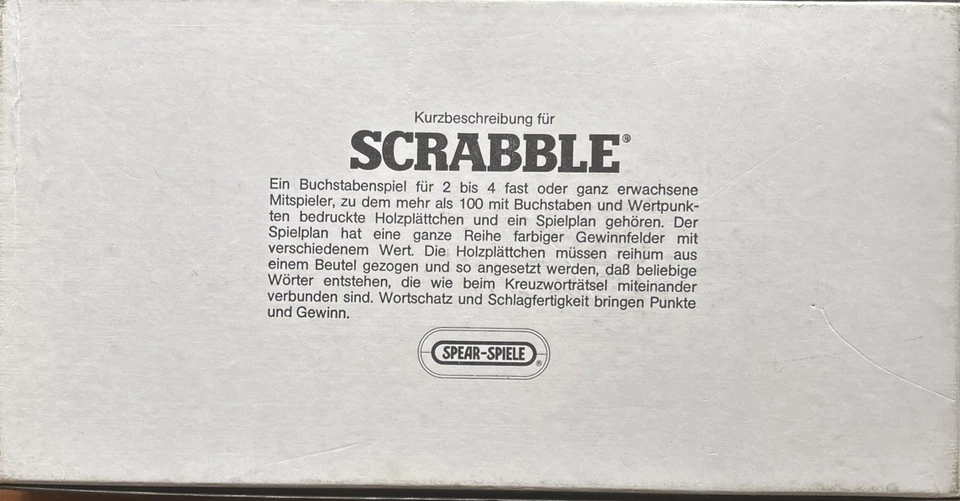 Kurzbeschreibung für
SCRABBLE®
Ein Buchstabenspiel für 2 bis 4 fast oder ganz erwachsene
Mitspieler, zu dem mehr als 100 mit Buchstaben und Wertpunk-
ten bedruckte Holzplättchen und ein Spielplan gehören. Der
Spielplan hat eine ganze Reihe farbiger Gewinnfelder mit
verschiedenem Wert. Die Holzplättchen müssen reihum aus
einem Beutel gezogen und so angesetzt werden, daß beliebige
Wörter entstehen, die wie beim Kreuzworträtsel miteinander
verbunden sind. Wortschatz und Schlagfertigkeit bringen Punkte
und Gewinn.
SPEAR-SPIELE®